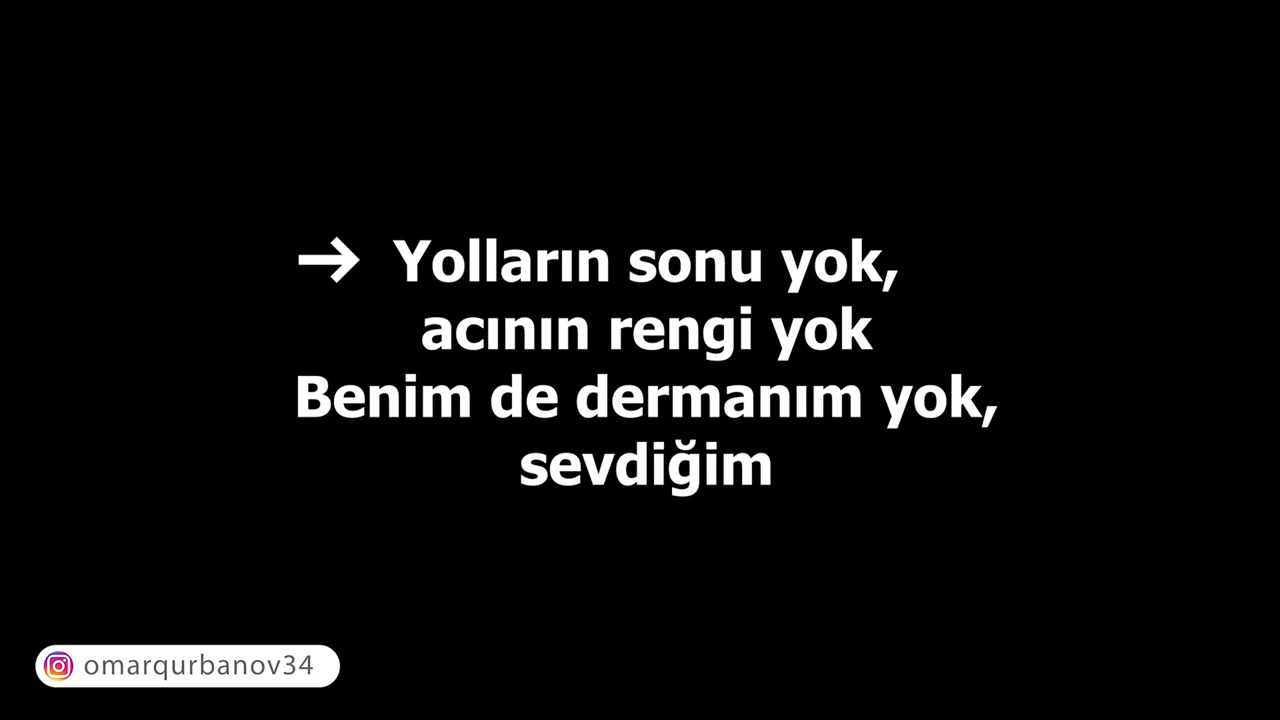 → Yolların sonu yok,
acının rengi yok
Benim de dermanım yok,
sevdiğim
omarqurbanov34